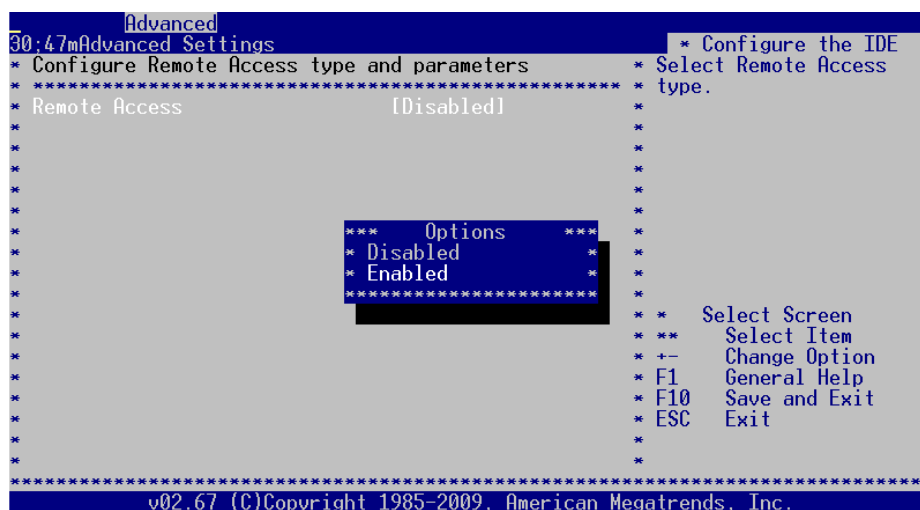 Advanced
30;47mAdvanced Settings * Configure the IDE
* Configure Remote Access type and parameters * Select Remote Access
* *************************************************** * type.
* Remote Access [Disabled] *
* *
* *
* *
* *
* *
* *** Options *** *
* * Disabled * *
* * Enabled * *
* ********************** *
* * * Select Screen
* * ** Select Item
* * +- Change Option
* * F1 General Help
* * F10 Save and Exit
* * ESC Exit
* *
* *
*******************************************************************************
v02.67 (C)Copyright 1985-2009, American Megatrends, Inc.